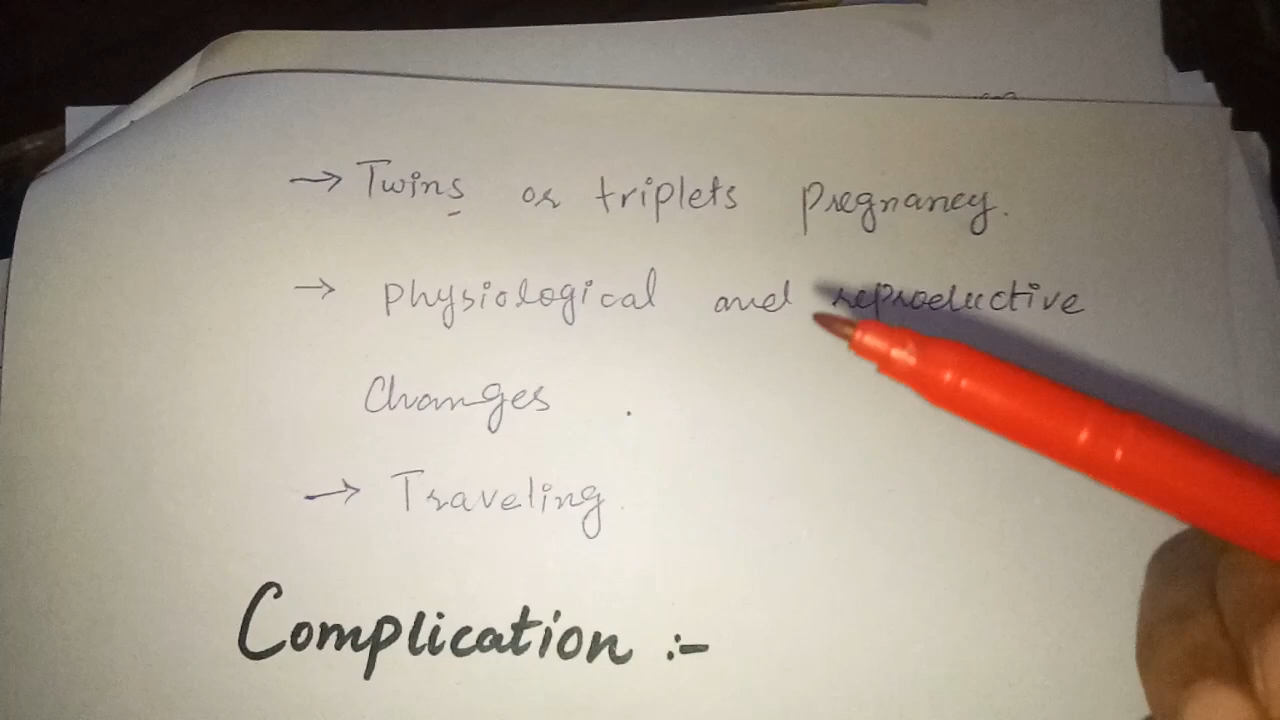 → Twins or triplets Pregnancy.
→ physiological and reproductive
Changes .
→ Traveling.
Complication :-